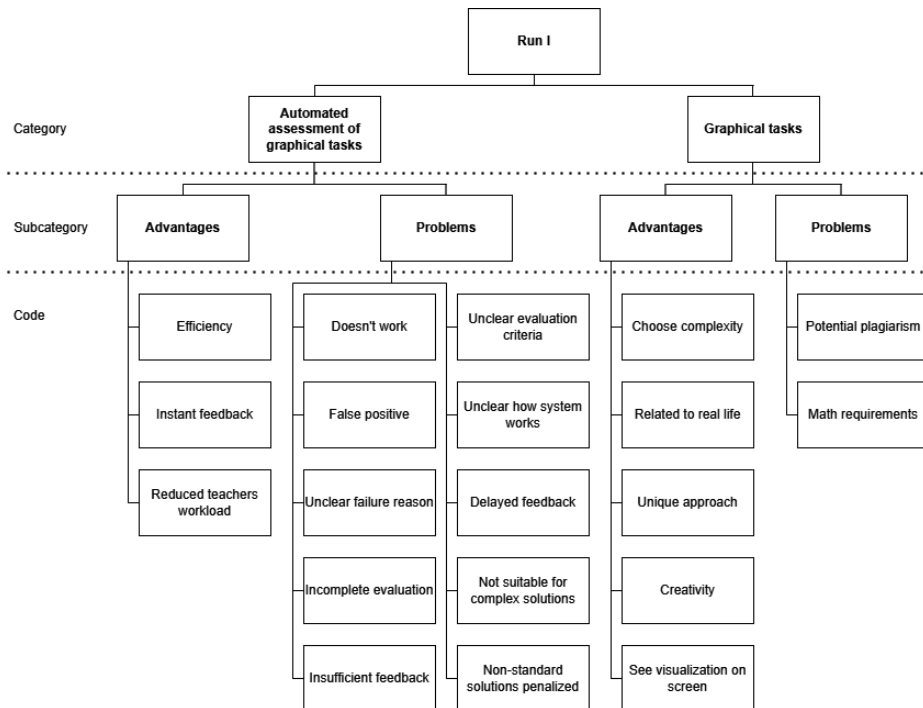 Run I
Category
Automated
assessment of
graphical tasks
Graphical tasks
Subcategory
Advantages
Problems
Advantages
Problems
Code
Efficiency
Doesn't work
Unclear evaluation
criteria
Choose complexity
Potential plagiarism
Instant feedback
False positive
Unclear how system
works
Related to real life
Math requirements
Reduced teachers
workload
Unclear failure reason
Delayed feedback
Unique approach
Incomplete evaluation
Not suitable for
complex solutions
Creativity
Insufficient feedback
Non-standard
solutions penalized
See visualization on
screen